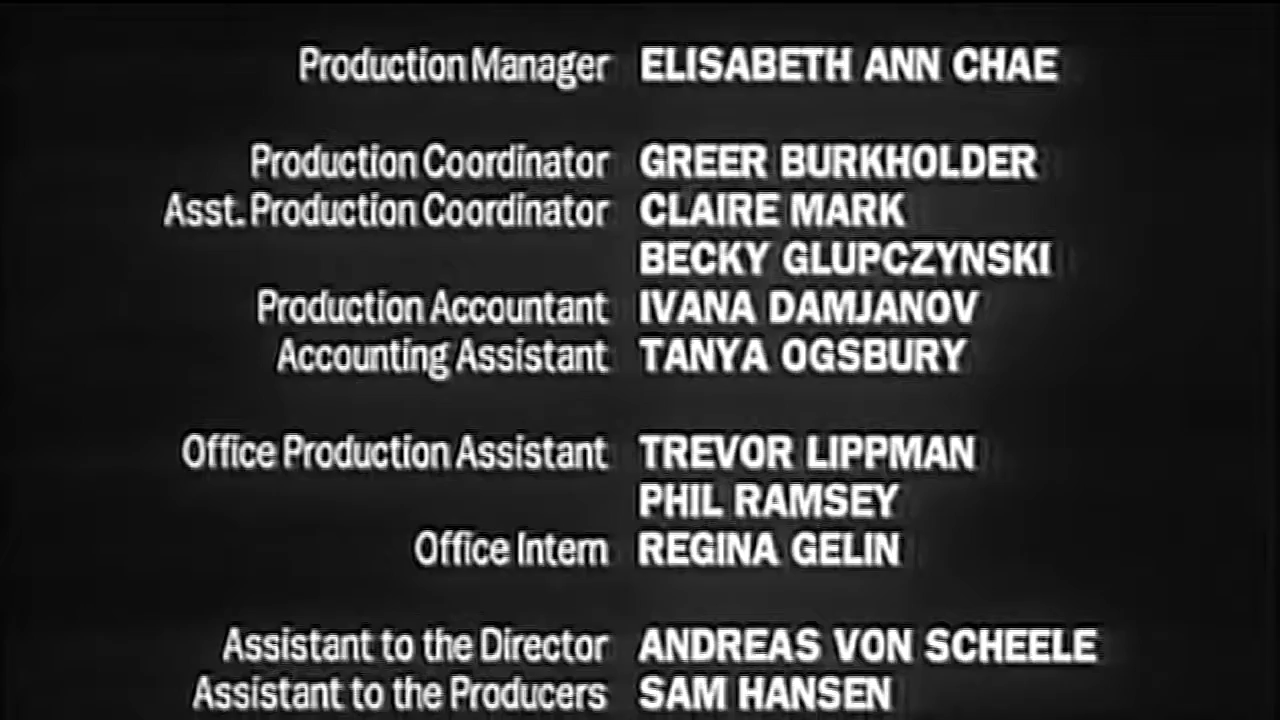 Production Manager ELISABETH ANN CHAE
Production Coordinator GREER BURKHOLDER
Asst. Production Coordinator CLAIRE MARK
BECKY GLUPCZYNSKI
Production Accountant IVANA DAMJANOV
Accounting Assistant TANYA OGSBURY
Office Production Assistant TREVOR LIPPMAN
PHIL RAMSEY
Office Intern REGINA GELIN
Assistant to the Director ANDREAS VON SCHEELE
Assistant to the Producers SAM HANSEN